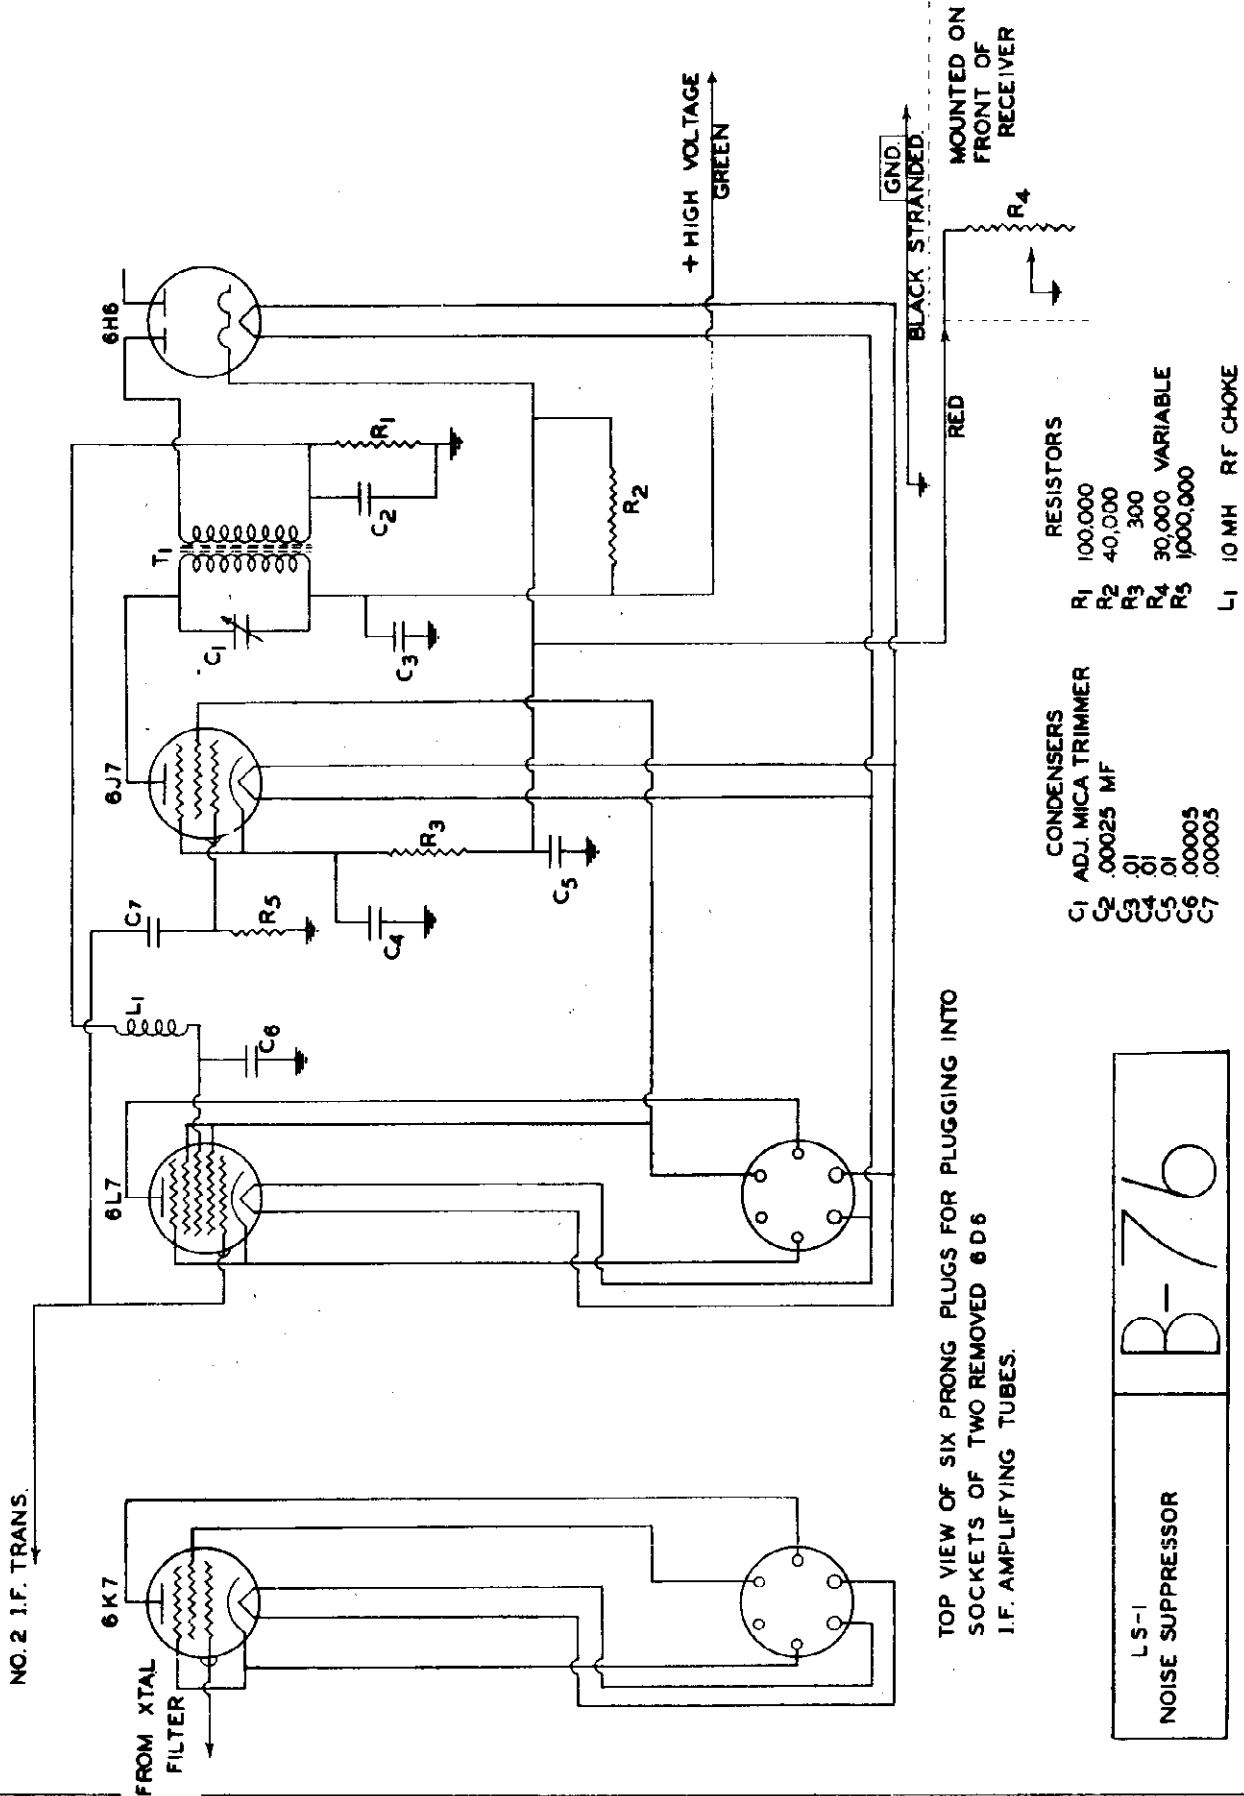 NO. 2 I.F. TRANS.
FROM XTAL
FILTER
6K7
6L7
L1
C6
C7
R5
6J7
C4
R3
C5
C1
T1
C3
C2
R1
R2
6H6
+ HIGH VOLTAGE
GREEN
GND.
BLACK STRANDED.
RED
R4
MOUNTED ON
FRONT OF
RECEIVER
TOP VIEW OF SIX PRONG PLUGS FOR PLUGGING INTO
SOCKETS OF TWO REMOVED 6D6
I.F. AMPLIFYING TUBES.
CONDENSERS
C1 ADJ. MICA TRIMMER
C2 .00025 MF
C3 .01
C4 .01
C5 .01
C6 .00005
C7 .00005
RESISTORS
R1 100,000
R2 40,000
R3 300
R4 30,000 VARIABLE
R5 1,000,000
L1 10 MH RF CHOKE
LS-1
NOISE SUPPRESSOR
B-76